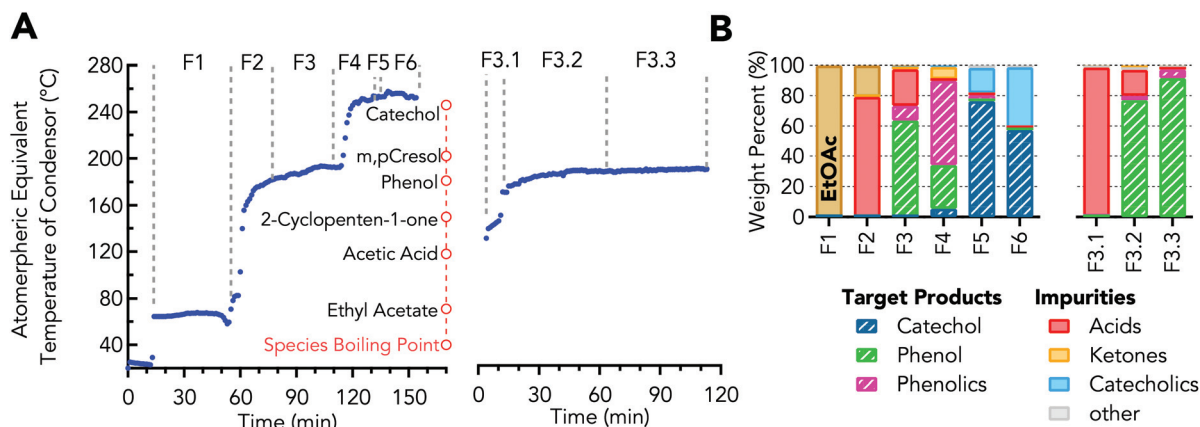 A
Atomerpheric Equivalent
Temperature of Condensor (°C)
280
240
200
160
120
80
40
F1
F2
F3
F4
F5
F6
Catechol
m,pCresol
Phenol
2-Cyclopenten-1-one
Acetic Acid
Ethyl Acetate
Species Boiling Point
0
30
60
90
120
150
Time (min)
F3.1
F3.2
F3.3
0
30
60
90
120
Time (min)
B
Weight Percent (%)
100
80
60
40
20
0
EtOAc
F1
F2
F3
F4
F5
F6
F3.1
F3.2
F3.3
Target Products
Catechol
Phenol
Phenolics
Impurities
Acids
Ketones
Catecholics
other